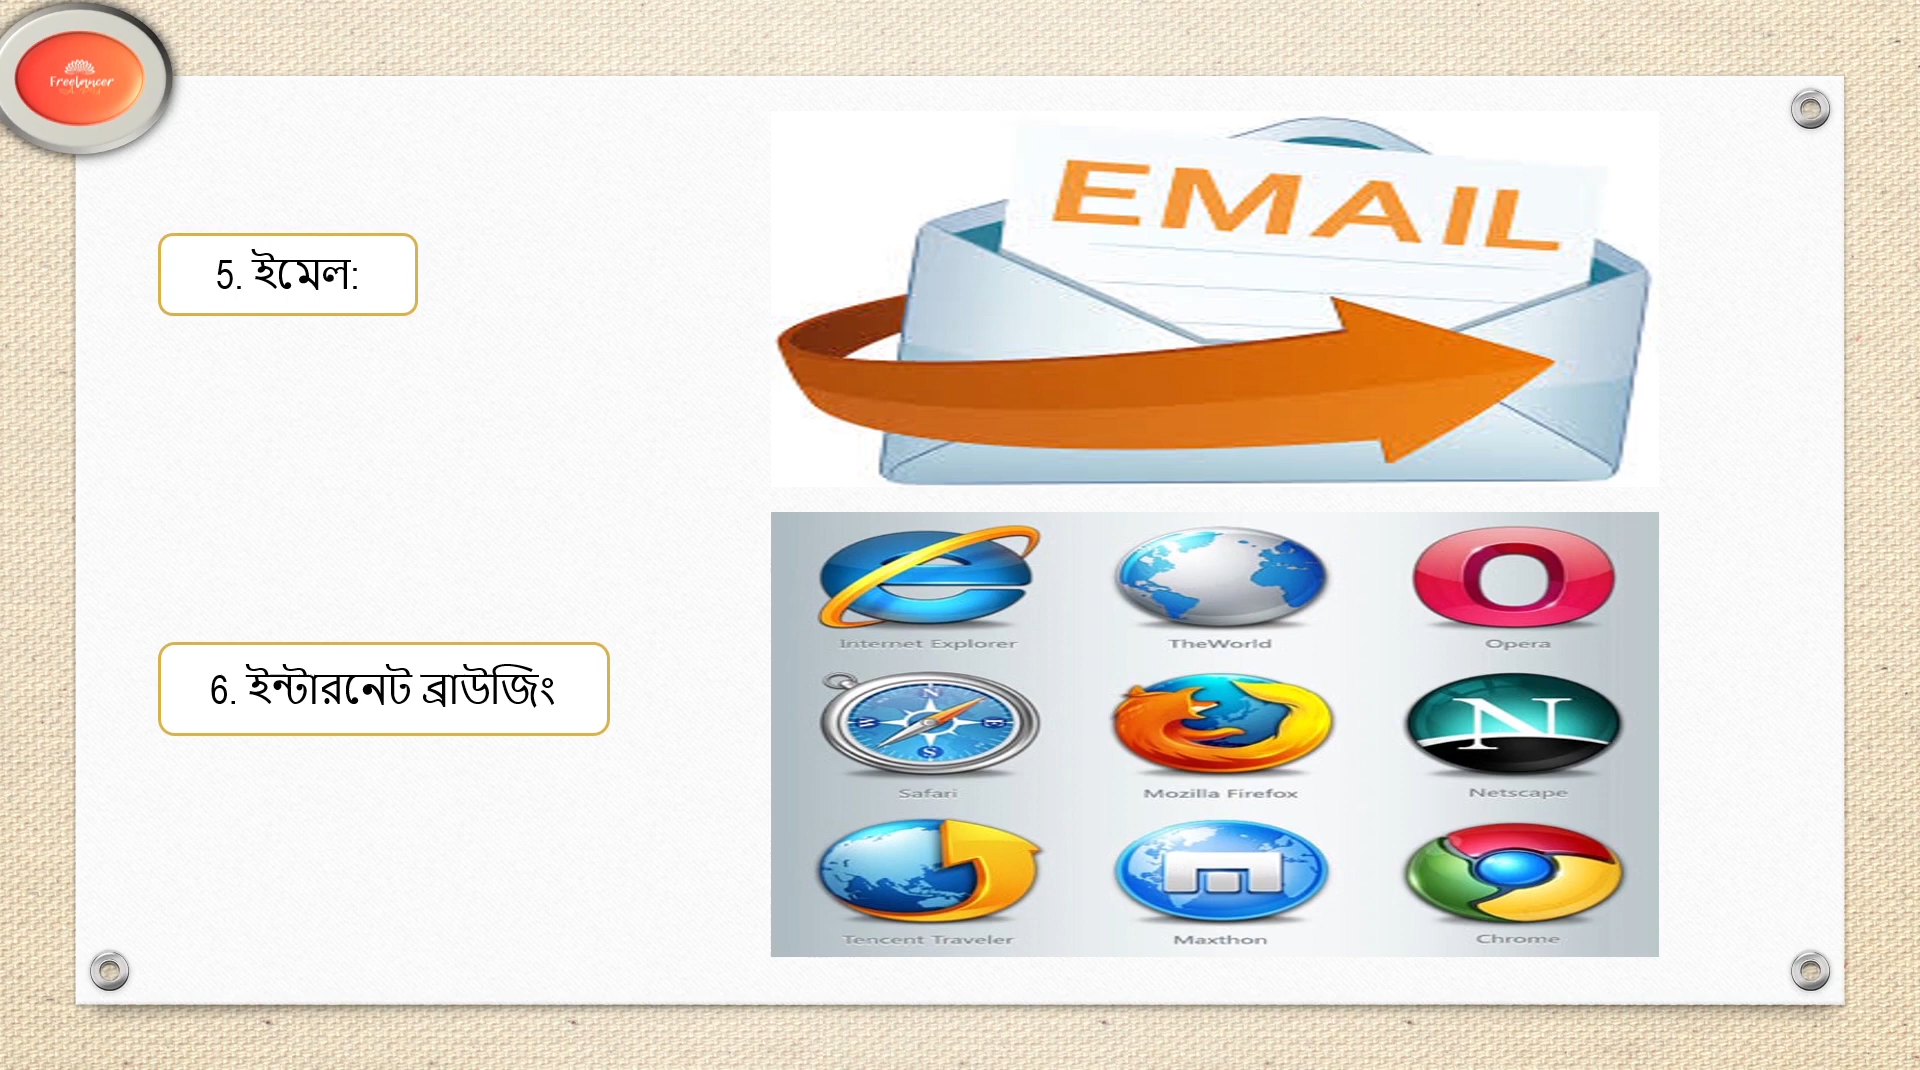 Freelancer
EMAIL
5. ইমেল:
Internet Explorer
TheWorld
Opera
6. ইন্টারনেট ব্রাউজিং
N
W
E
S
N
Safari
Mozilla Firefox
Netscape
Tencent Traveler
Maxthon
Chrome